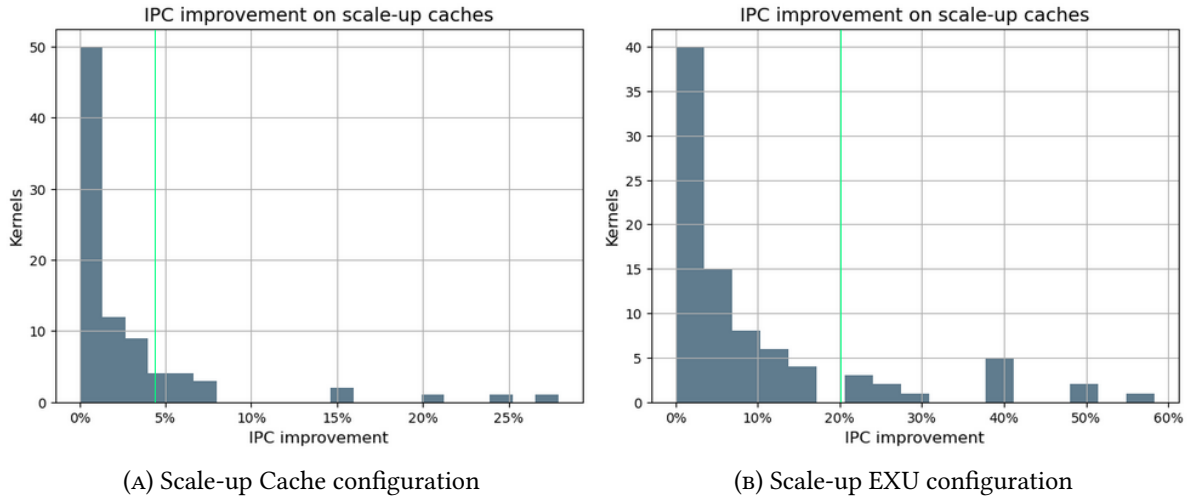 IPC improvement on scale-up caches
50
40
30
20
10
0
Kernels
0% 5% 10% 15% 20% 25%
IPC improvement
(A) Scale-up Cache configuration
IPC improvement on scale-up caches
40
35
30
25
20
15
10
5
0
Kernels
0% 10% 20% 30% 40% 50% 60%
IPC improvement
(B) Scale-up EXU configuration